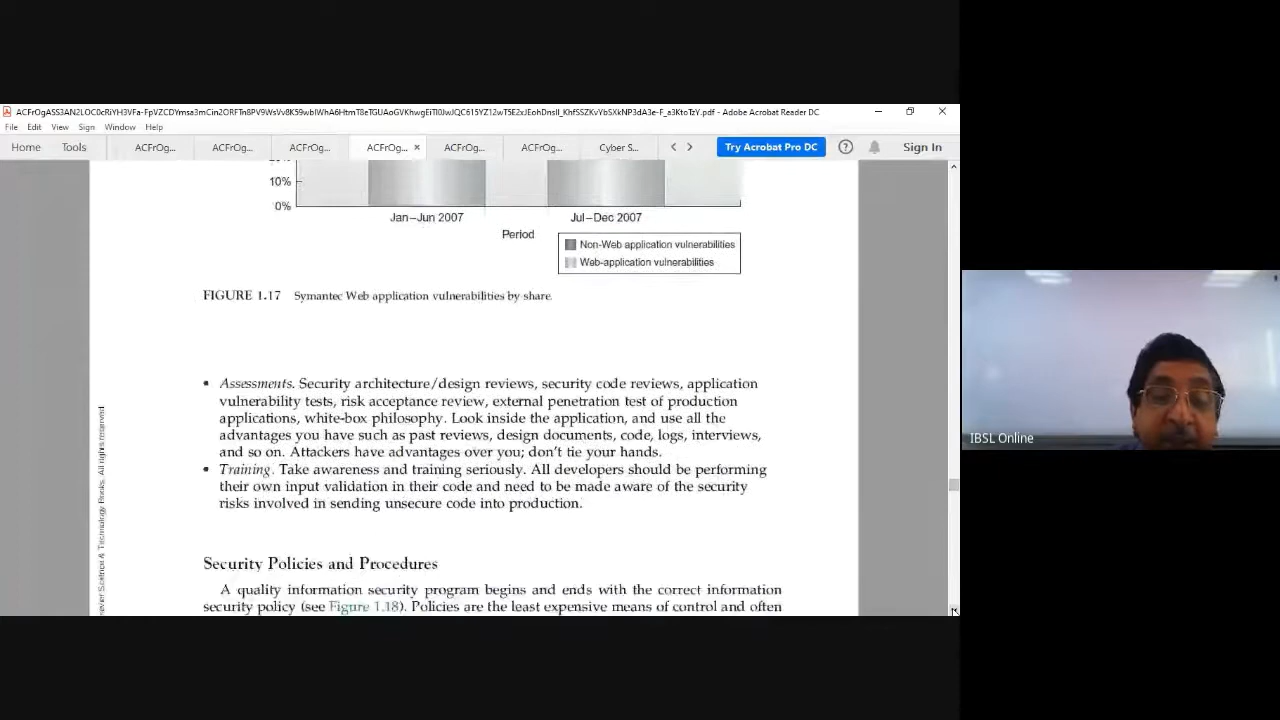 File Edit View Sign Window Help
Home Tools ACFrOg... ACFrOg... ACFrOg... ACFrOg... × ACFrOg... ACFrOg... Cyber S... Try Acrobat Pro DC Sign In
10%
0%
Jan–Jun 2007 Jul–Dec 2007
Period
Non-Web application vulnerabilities
Web-application vulnerabilities
FIGURE 1.17 Symantec Web application vulnerabilities by share.
• Assessments. Security architecture/design reviews, security code reviews, application
vulnerability tests, risk acceptance review, external penetration test of production
applications, white-box philosophy. Look inside the application, and use all the
advantages you have such as past reviews, design documents, code, logs, interviews,
and so on. Attackers have advantages over you; don't tie your hands.
• Training. Take awareness and training seriously. All developers should be performing
their own input validation in their code and need to be made aware of the security
risks involved in sending unsecure code into production.
Security Policies and Procedures
A quality information security program begins and ends with the correct information
security policy (see Figure 1.18). Policies are the least expensive means of control and often
Science & Technology Books. All rights reserved
IBSL Online